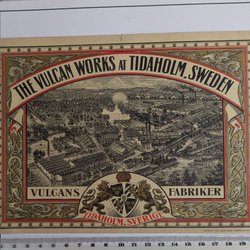 THE VULCAN WORKS AT TIDAHOLM, SWEDEN
VULCANS FABRIKER
TIDAHOLM, SVERIGE